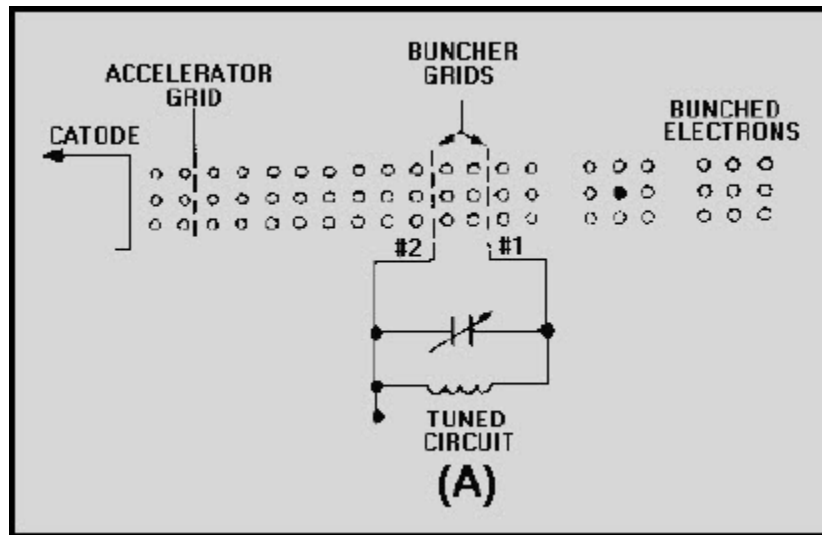 ACCELERATOR
GRID
BUNCHER
GRIDS
BUNCHED
ELECTRONS
CATODE
#2
#1
TUNED
CIRCUIT
(A)